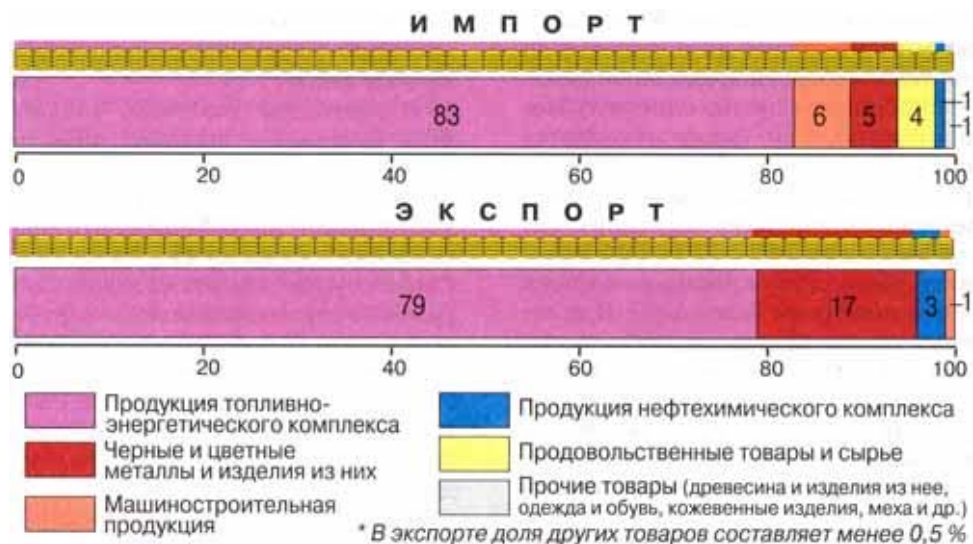 ИМПОРТ
83 6 5 4 1
1
0 20 40 60 80 100
ЭКСПОРТ
79 17 3 1
0 20 40 60 80 100
Продукция топливно-
энергетического комплекса
Черные и цветные
металлы и изделия из них
Машиностроительная
продукция
Продукция нефтехимического комплекса
Продовольственные товары и сырье
Прочие товары (древесина и изделия из нее,
одежда и обувь, кожевенные изделия, меха и др.)
* В экспорте доля других товаров составляет менее 0,5 %